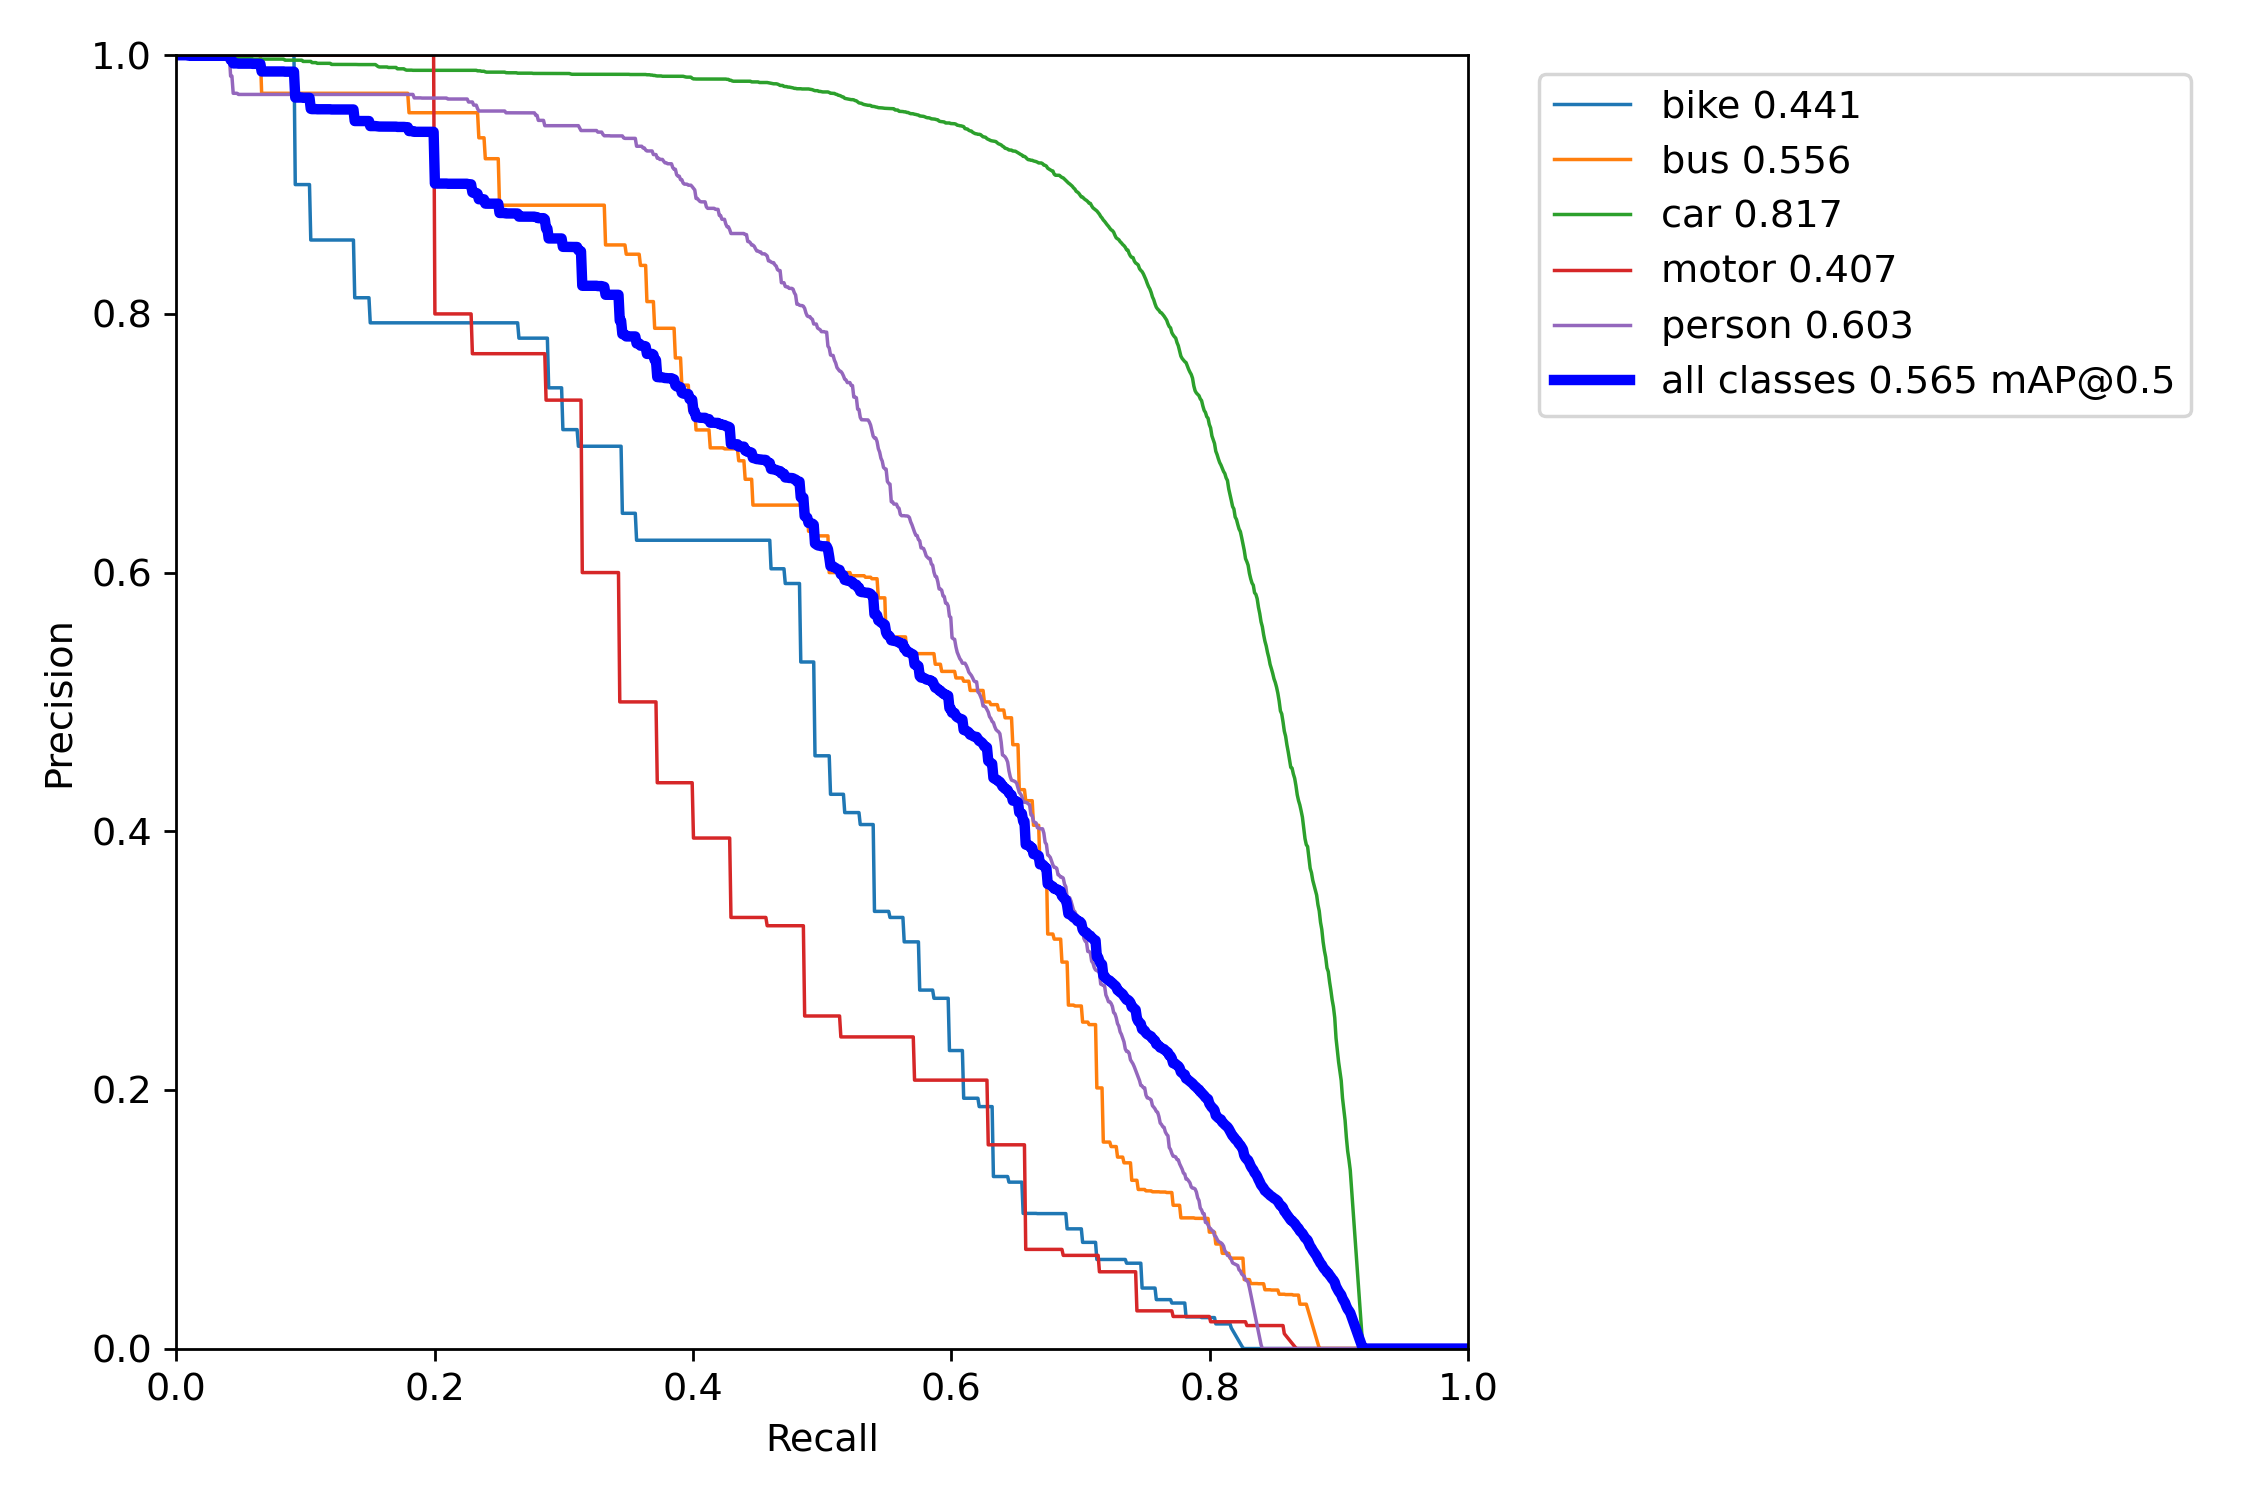 1.0
0.8
0.6
0.4
0.2
0.0
Precision
0.0 0.2 0.4 0.6 0.8 1.0
Recall
bike 0.441
bus 0.556
car 0.817
motor 0.407
person 0.603
all classes 0.565 mAP@0.5